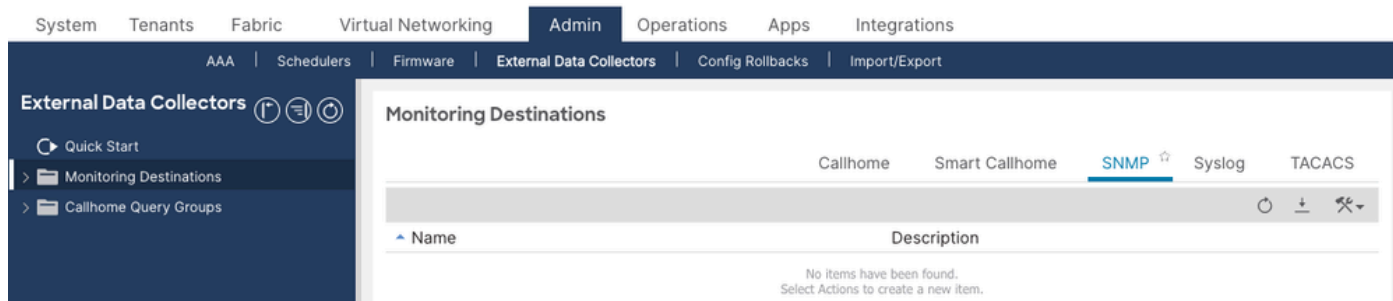 System Tenants Fabric Virtual Networking Admin Operations Apps Integrations
AAA | Schedulers | Firmware | External Data Collectors | Config Rollbacks | Import/Export
External Data Collectors
Quick Start
Monitoring Destinations
Callhome Query Groups
Monitoring Destinations
Callhome Smart Callhome SNMP Syslog TACACS
Name Description
No items have been found.
Select Actions to create a new item.